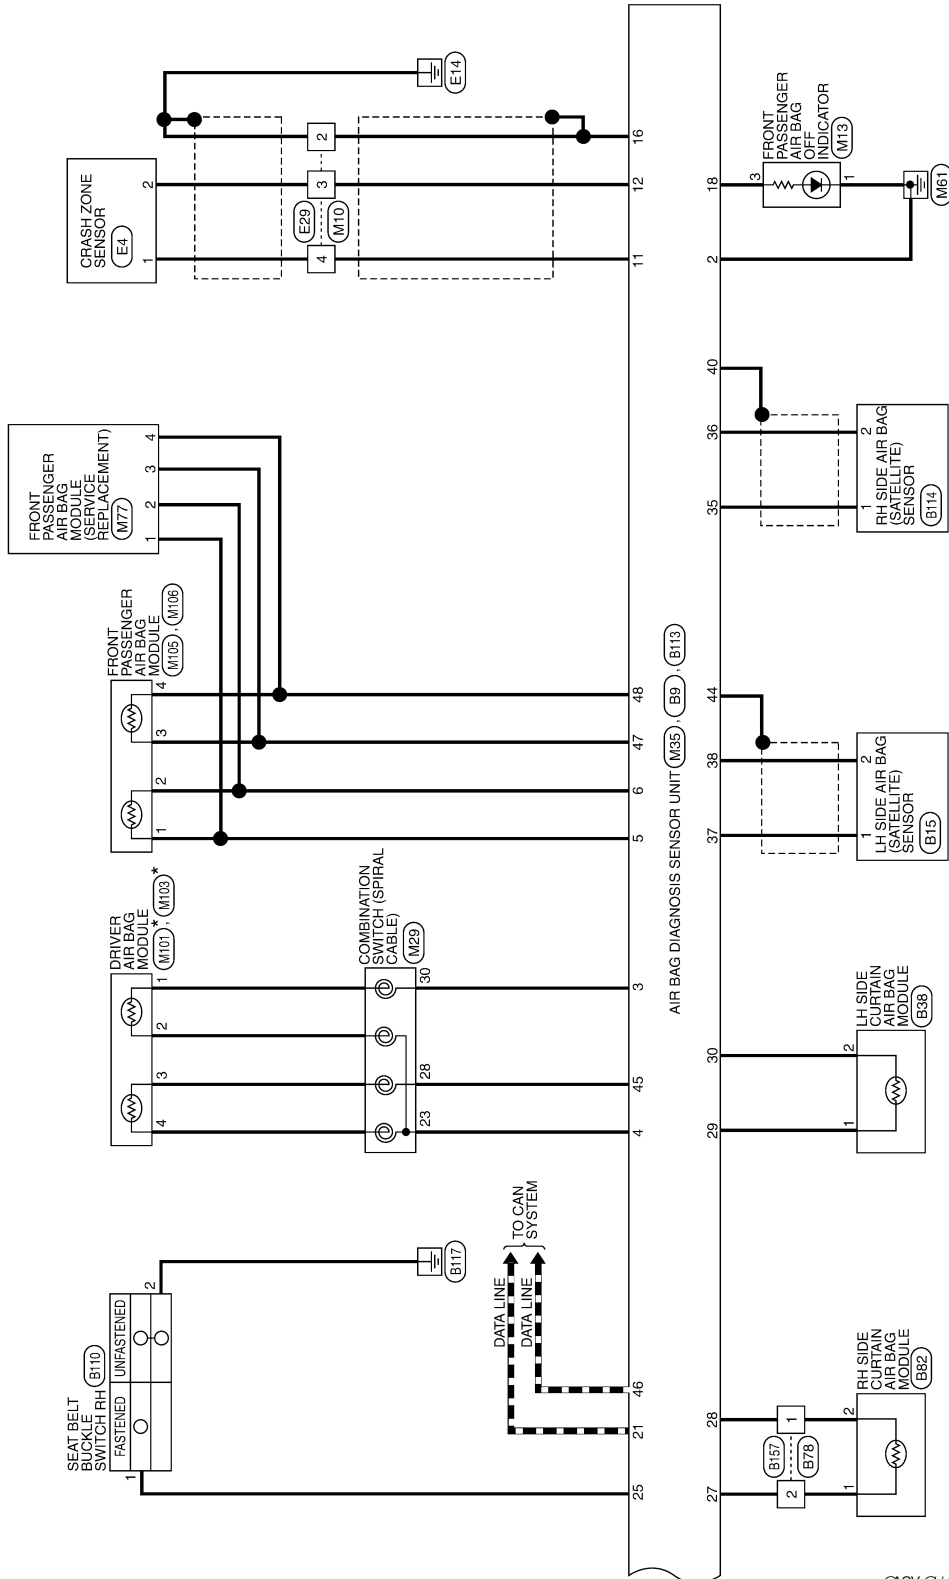 SEAT BELT
BUCKLE
SWITCH RH
B110
FASTENED
UNFASTENED
1
2
B117
DATA LINE
DATA LINE
TO CAN
SYSTEM
DRIVER
AIR BAG
MODULE
M101 * , M103 *
4
3
2
1
COMBINATION
SWITCH (SPIRAL
CABLE)
M29
23
28
30
FRONT
PASSENGER
AIR BAG
MODULE
M105 , M106
1
2
3
4
FRONT
PASSENGER
AIR BAG
MODULE
(SERVICE
REPLACEMENT)
M77
1
2
3
4
CRASH ZONE
SENSOR
E4
1
2
4
3
2
E29
M10
E14
25
21
46
4
45
3
5
6
47
48
11
12
16
AIR BAG DIAGNOSIS SENSOR UNIT M35 , B9 , B113
27
28
29
30
37
38
44
35
36
40
2
18
2
1
B157
B78
1
2
RH SIDE
CURTAIN
AIR BAG
MODULE
B82
1
2
LH SIDE
CURTAIN
AIR BAG
MODULE
B38
1
2
LH SIDE AIR BAG
(SATELLITE)
SENSOR
B15
1
2
RH SIDE AIR BAG
(SATELLITE)
SENSOR
B114
3
1
FRONT
PASSENGER
AIR BAG
OFF
INDICATOR
M13
M61